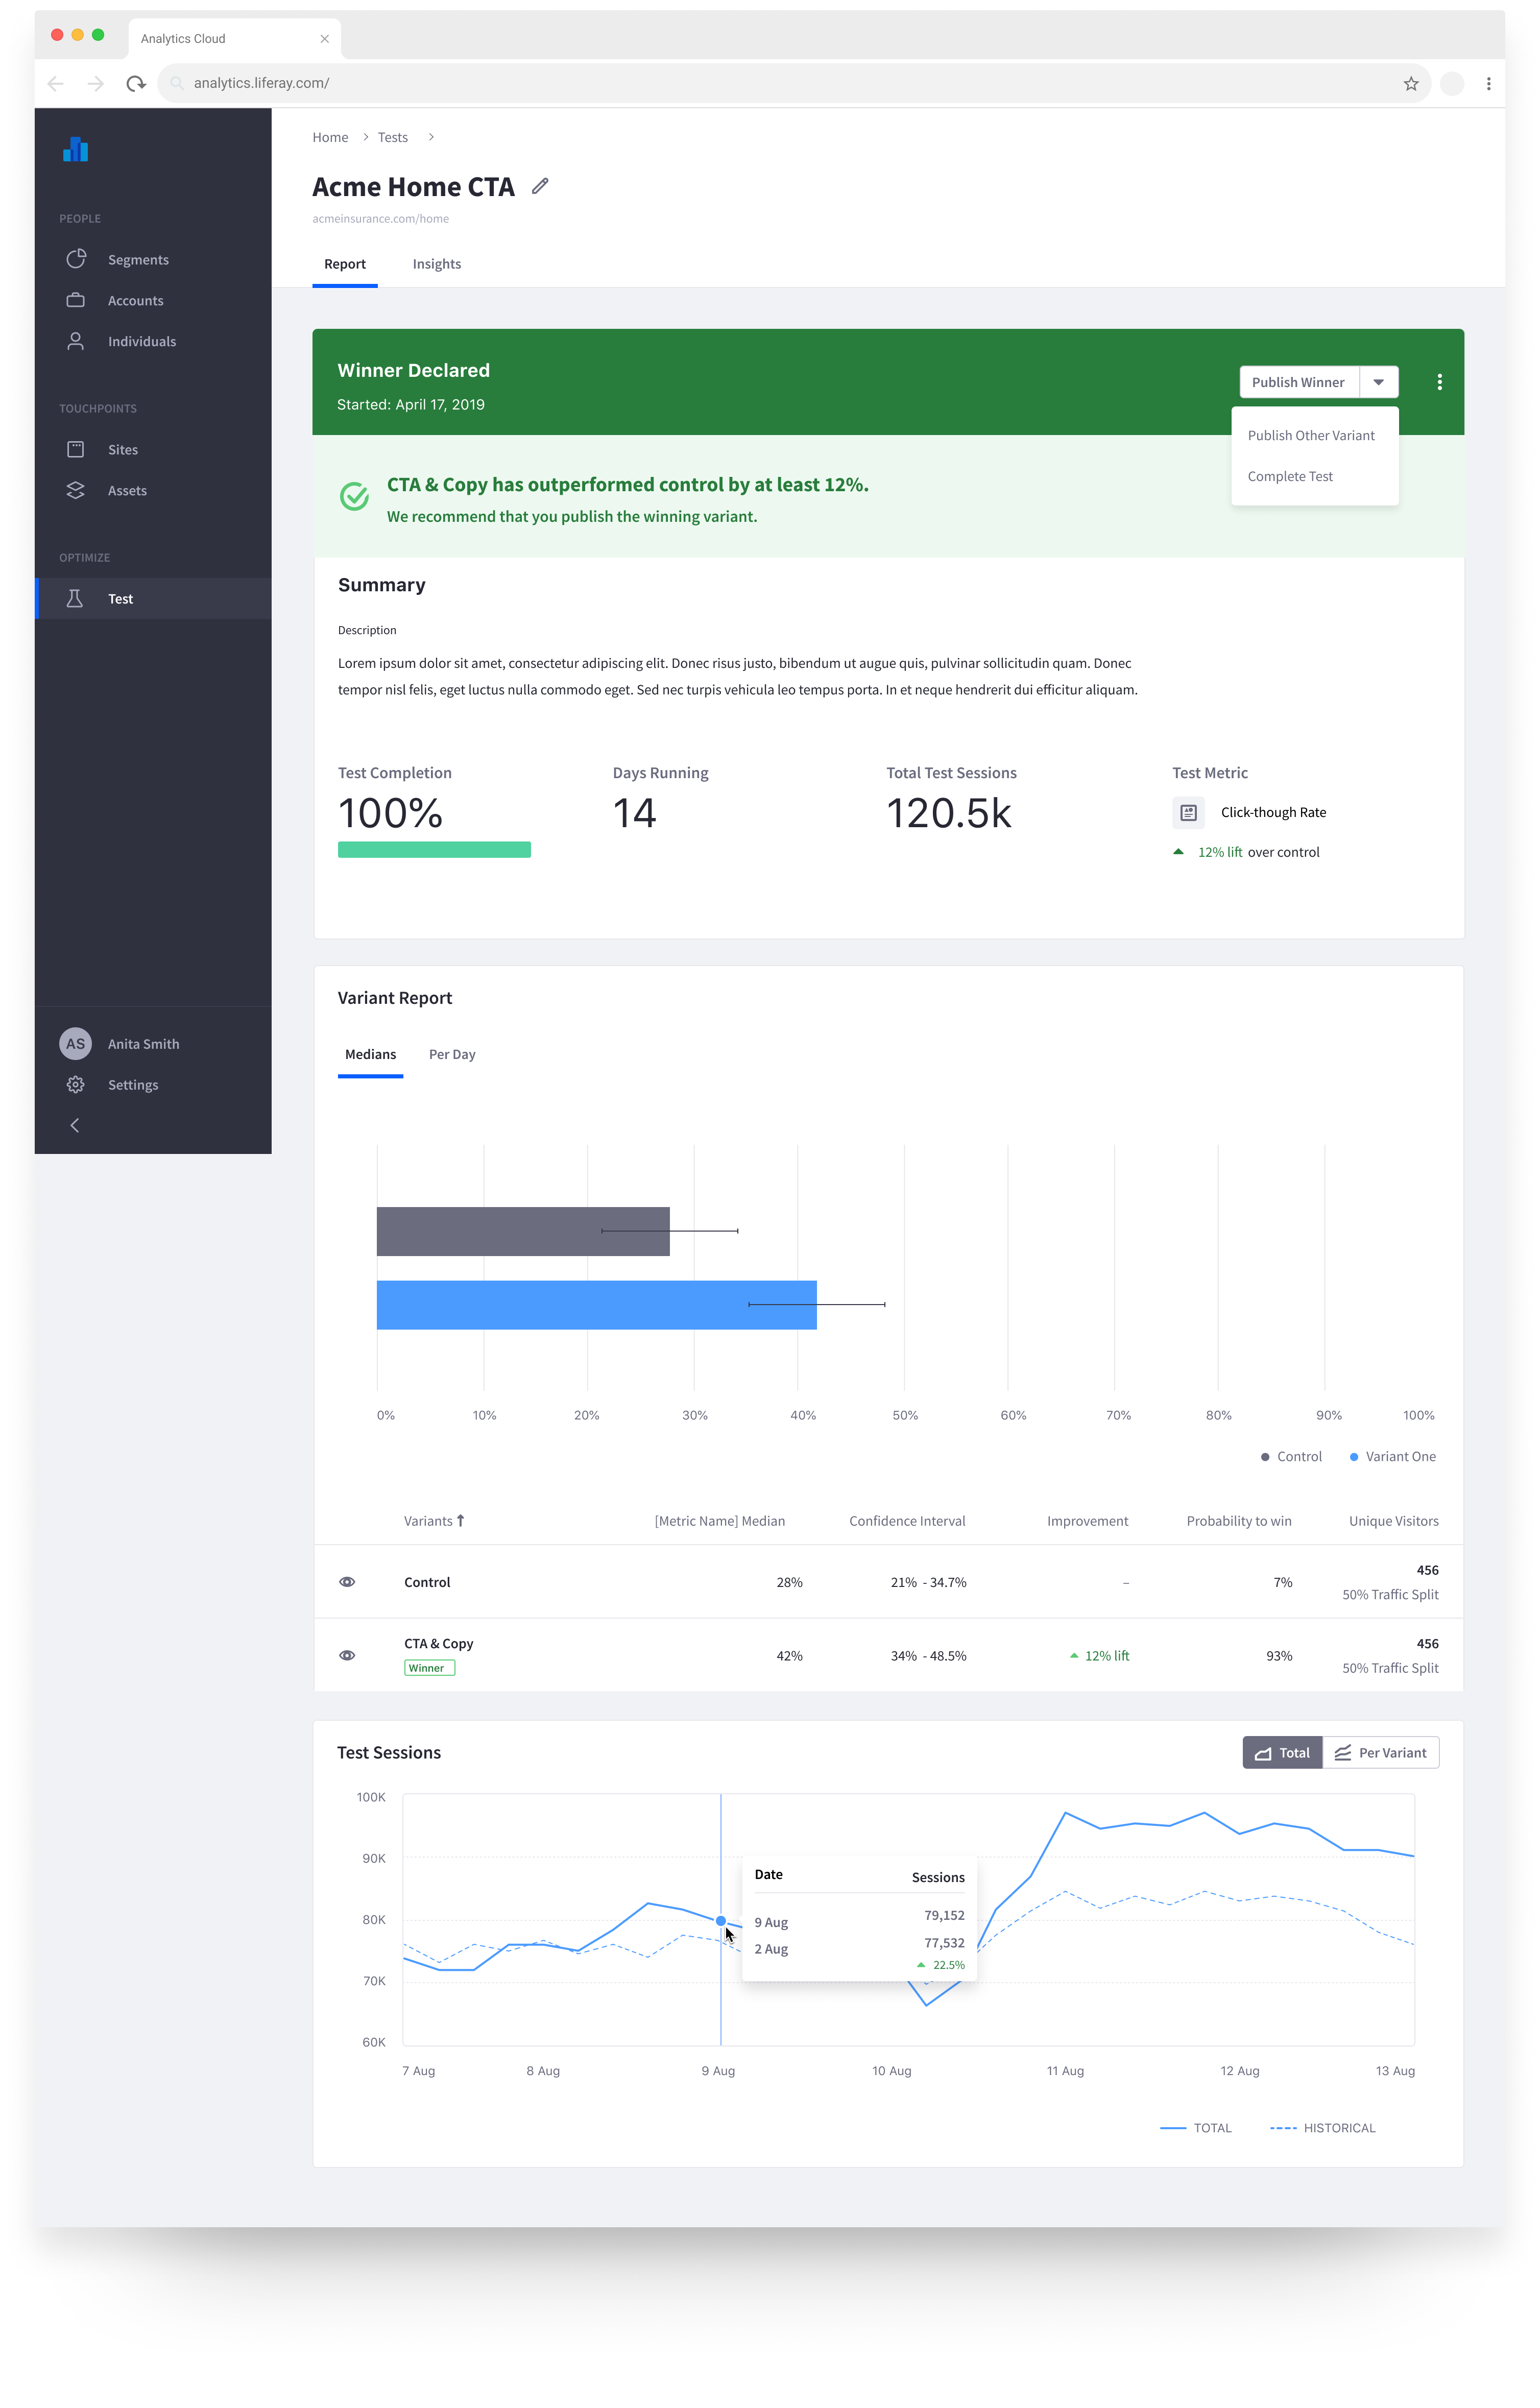 Analytics Cloud
analytics.liferay.com/
PEOPLE
Segments
Accounts
Individuals
TOUCHPOINTS
Sites
Assets
OPTIMIZE
Test
AS Anita Smith
Settings
Home > Tests >
Acme Home CTA
acmeinsurance.com/home
Report Insights
Winner Declared
Started: April 17, 2019
Publish Winner
Publish Other Variant
Complete Test
CTA & Copy has outperformed control by at least 12%.
We recommend that you publish the winning variant.
Summary
Description
Lorem ipsum dolor sit amet, consectetur adipiscing elit. Donec risus justo, bibendum ut augue quis, pulvinar sollicitudin quam. Donec
tempor nisl felis, eget luctus nulla commodo eget. Sed nec turpis vehicula leo tempus porta. In et neque hendrerit dui efficitur aliquam.
Test Completion Days Running Total Test Sessions Test Metric
100% 14 120.5k Click-though Rate
12% lift over control
Variant Report
Medians Per Day
0% 10% 20% 30% 40% 50% 60% 70% 80% 90% 100%
Control Variant One
Variants [Metric Name] Median Confidence Interval Improvement Probability to win Unique Visitors
Control 28% 21% - 34.7% – 7% 456
50% Traffic Split
CTA & Copy 42% 34% - 48.5% 12% lift 93% 456
Winner 50% Traffic Split
Test Sessions
Total Per Variant
100K
90K
80K
70K
60K
Date Sessions
9 Aug 79,152
2 Aug 77,532
22.5%
7 Aug 8 Aug 9 Aug 10 Aug 11 Aug 12 Aug 13 Aug
TOTAL HISTORICAL